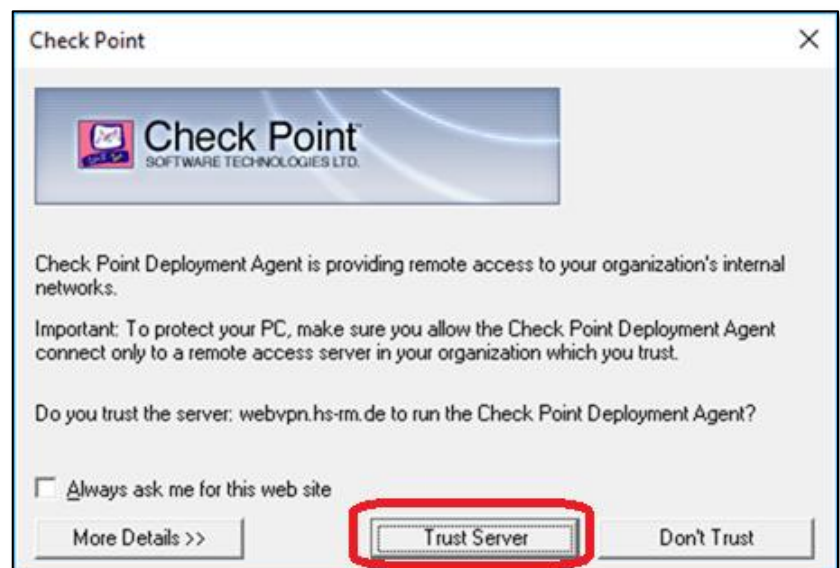 Check Point
Check Point
SOFTWARE TECHNOLOGIES LTD.
Check Point Deployment Agent is providing remote access to your organization's internal
networks.
Important: To protect your PC, make sure you allow the Check Point Deployment Agent
connect only to a remote access server in your organization which you trust.
Do you trust the server: webvpn.hs-rm.de to run the Check Point Deployment Agent?
Always ask me for this web site
More Details >> Trust Server Don't Trust